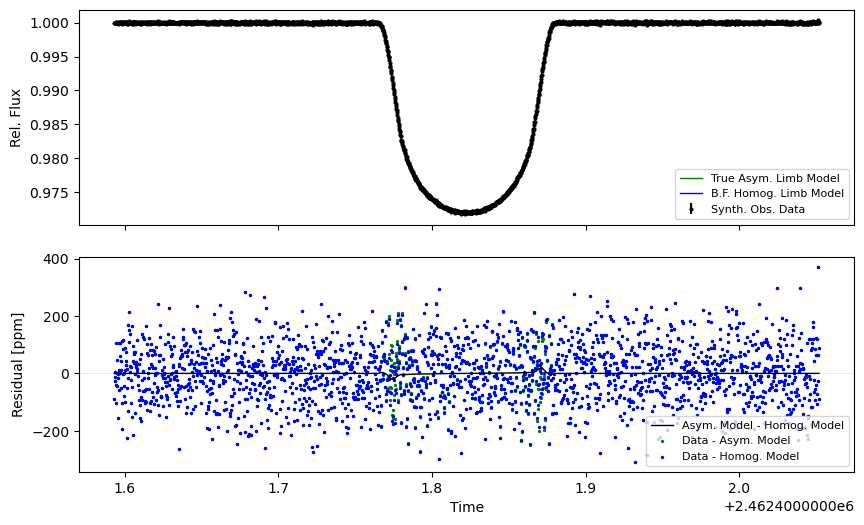 1.000
0.995
0.990
0.985
0.980
0.975
Rel. Flux
True Asym. Limb Model
B.F. Homog. Limb Model
Synth. Obs. Data
400
200
0
−200
Residual [ppm]
Asym. Model - Homog. Model
Data - Asym. Model
Data - Homog. Model
1.6 1.7 1.8 1.9 2.0
Time
+2.4624000000e6